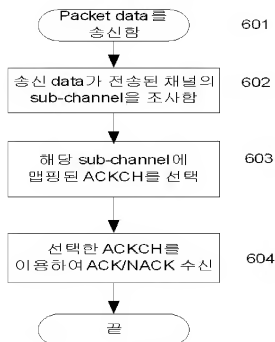 Packet data를
송신함
601
송신 data가 전송된 채널의
sub-channel을 조사함
602
해당 sub-channel에
맵핑된 ACKCH를 선택
603
선택한 ACKCH를
이용하여 ACK/NACK 수신
604
끝